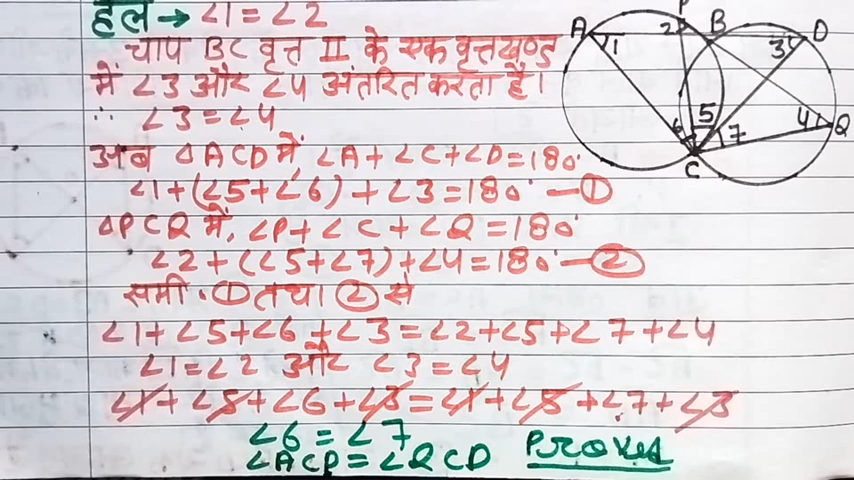 हल → ∠1 = ∠2
चाप BC वृत्त II के एक वृत्तखण्ड
में ∠3 और ∠4 अंतरित करता है।
∴ ∠3 = ∠4
अब △ACD में, ∠A + ∠C + ∠D = 180°
∠1 + (∠5 + ∠6) + ∠3 = 180° — ①
△PCQ में, ∠P + ∠C + ∠Q = 180°
∠2 + (∠5 + ∠7) + ∠4 = 180° — ②
समी. ① तथा ② से
∠1 + ∠5 + ∠6 + ∠3 = ∠2 + ∠5 + ∠7 + ∠4
∠1 = ∠2 और ∠3 = ∠4
∠1 + ∠5 + ∠6 + ∠3 = ∠1 + ∠5 + ∠7 + ∠3
∠6 = ∠7
∠ACP = ∠QCD Proved
P
A 2 B D
1 3
6 5 7 4 Q
C